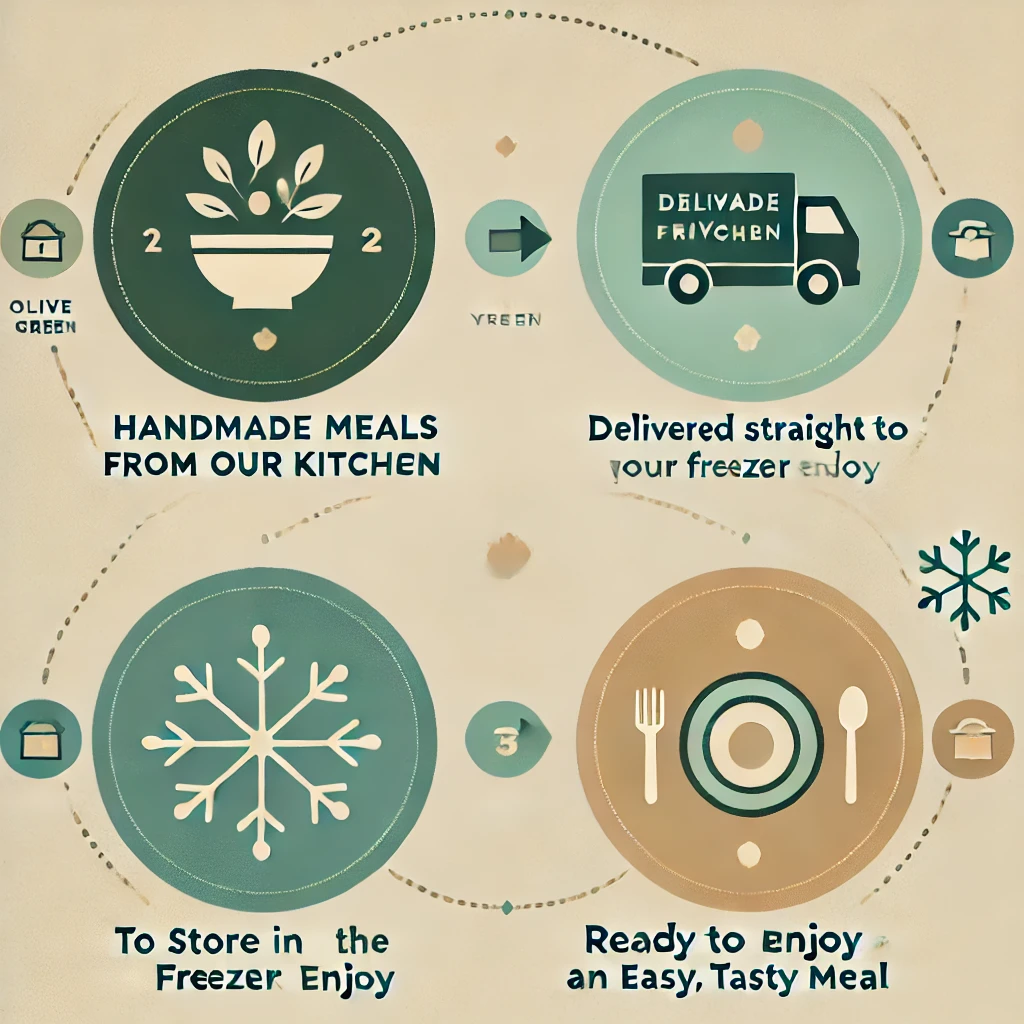 2 2
1
OLIVE
GREEN
DELIVADE
FRIVCHEN
YREEN
HANDMADE MEALS
FROM OUR KITCHEN
Delivered straight to
your freezer enjoy
3
To Store in the
Freezer Enjoy
Ready to enjoy
an Easy, Tasty Meal